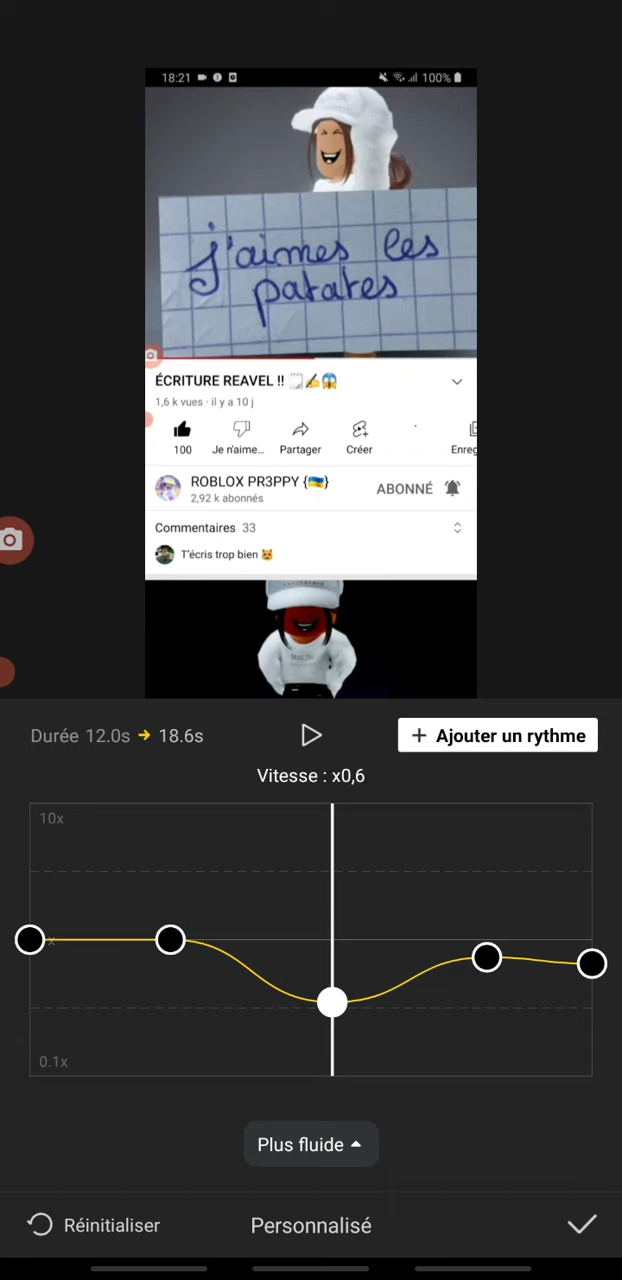 18:21 100%
j'aimes les
patates
ÉCRITURE REAVEL !! 🗒️✍️😱
1,6 k vues · il y a 10 j
100 Je n'aime... Partager Créer Enreg
ROBLOX PR3PPY {🇺🇦}
2,92 k abonnés
ABONNÉ
Commentaires 33
T'écris trop bien 😻
Durée 12.0s → 18.6s
+ Ajouter un rythme
Vitesse : x0,6
10x
x
0.1x
Plus fluide
Réinitialiser Personnalisé